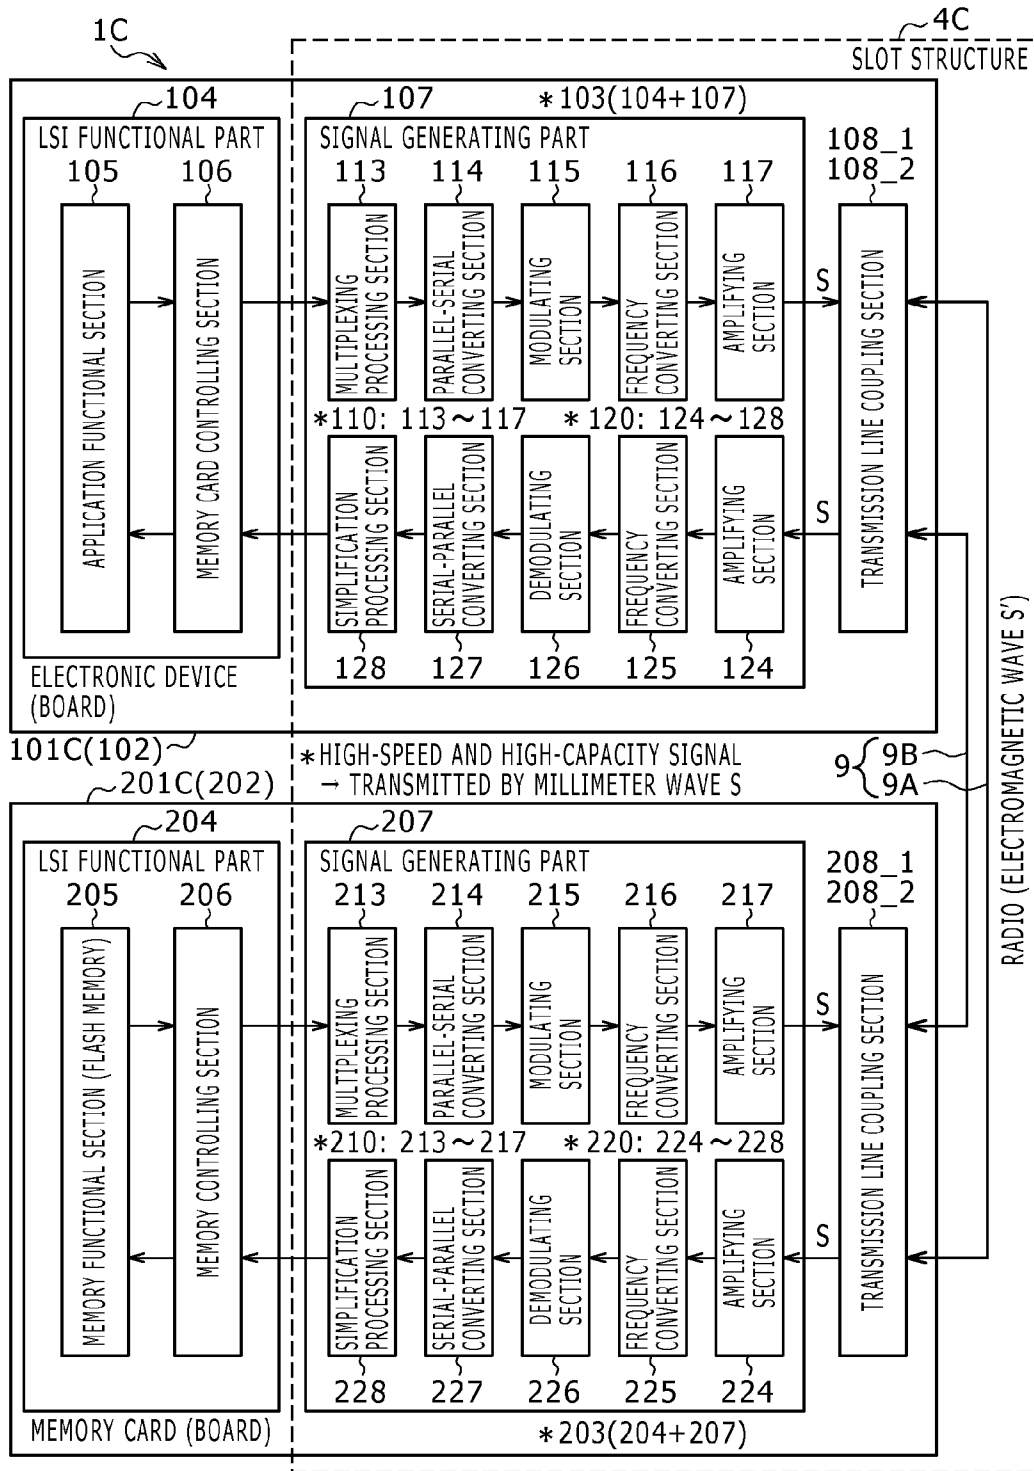 1C
4C
SLOT STRUCTURE
104
107
*103(104+107)
LSI FUNCTIONAL PART
SIGNAL GENERATING PART
108_1
108_2
105
106
113
114
115
116
117
APPLICATION FUNCTIONAL SECTION
MEMORY CARD CONTROLLING SECTION
MULTIPLEXING
PROCESSING SECTION
PARALLEL-SERIAL
CONVERTING SECTION
MODULATING
SECTION
FREQUENCY
CONVERTING SECTION
AMPLIFYING
SECTION
S
TRANSMISSION LINE COUPLING SECTION
*110: 113~117
*120: 124~128
SIMPLIFICATION
PROCESSING SECTION
SERIAL-PARALLEL
CONVERTING SECTION
DEMODULATING
SECTION
FREQUENCY
CONVERTING SECTION
AMPLIFYING
SECTION
S
128
127
126
125
124
ELECTRONIC DEVICE
(BOARD)
101C(102)
*HIGH-SPEED AND HIGH-CAPACITY SIGNAL
→ TRANSMITTED BY MILLIMETER WAVE S
9
9B
9A
RADIO (ELECTROMAGNETIC WAVE S')
201C(202)
204
207
LSI FUNCTIONAL PART
SIGNAL GENERATING PART
208_1
208_2
205
206
213
214
215
216
217
MEMORY FUNCTIONAL SECTION (FLASH MEMORY)
MEMORY CONTROLLING SECTION
MULTIPLEXING
PROCESSING SECTION
PARALLEL-SERIAL
CONVERTING SECTION
MODULATING
SECTION
FREQUENCY
CONVERTING SECTION
AMPLIFYING
SECTION
S
TRANSMISSION LINE COUPLING SECTION
*210: 213~217
*220: 224~228
SIMPLIFICATION
PROCESSING SECTION
SERIAL-PARALLEL
CONVERTING SECTION
DEMODULATING
SECTION
FREQUENCY
CONVERTING SECTION
AMPLIFYING
SECTION
S
228
227
226
225
224
MEMORY CARD (BOARD)
*203(204+207)